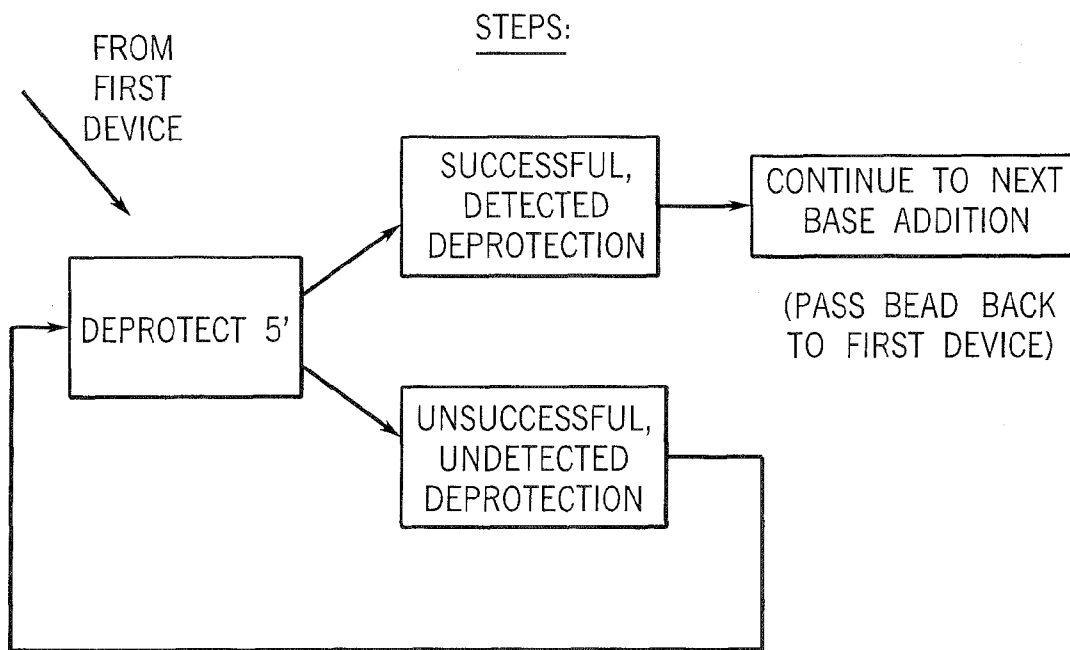 STEPS:
FROM
FIRST
DEVICE
SUCCESSFUL,
DETECTED
DEPROTECTION
CONTINUE TO NEXT
BASE ADDITION
(PASS BEAD BACK
TO FIRST DEVICE)
DEPROTECT 5'
UNSUCCESSFUL,
UNDETECTED
DEPROTECTION